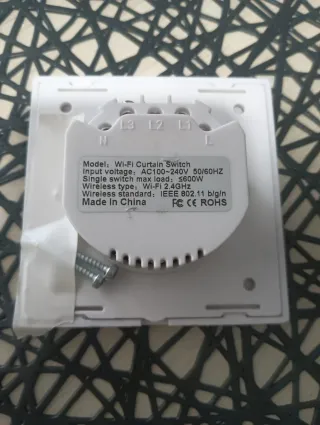 L3 L2 L1
N L
Model: Wi-Fi Curtain Switch
Input voltage: AC100~240V 50/60HZ
Single switch max load: ≤600W
Wireless type: Wi-Fi 2.4GHz
Wireless standard: IEEE 802.11 b/g/n
Made in China FC CE ROHS